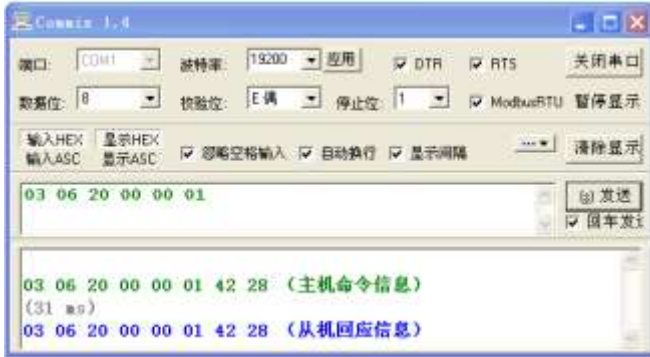 Commix 1.4
端口: COM1 波特率: 19200 应用 DTR RTS 关闭串口
数据位: 8 校验位: E 偶 停止位: 1 ModbusRTU 暂停显示
输入HEX 显示HEX
输入ASC 显示ASC 忽略空格输入 自动换行 显示间隔 ... 清除显示
03 06 20 00 00 01 发送
回车发
03 06 20 00 00 01 42 28 (主机命令信息)
(31 ms)
03 06 20 00 00 01 42 28 (从机回应信息)